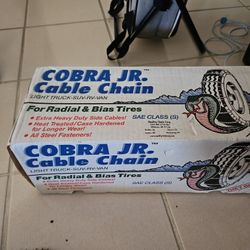 COBRA JR.™
Cable Chain
LIGHT TRUCK-SUV-RV-VAN
For Radial & Bias Tires
• Extra Heavy Duty Side Cables!
• Heat Treated/Case Hardened
for Longer Wear!
• All Steel Fasteners!
SAE CLASS (S)
COBRA JR.™
Cable Chain
LIGHT TRUCK-SUV-RV-VAN
For Radial & Bias Tires
SAE CLASS (S)